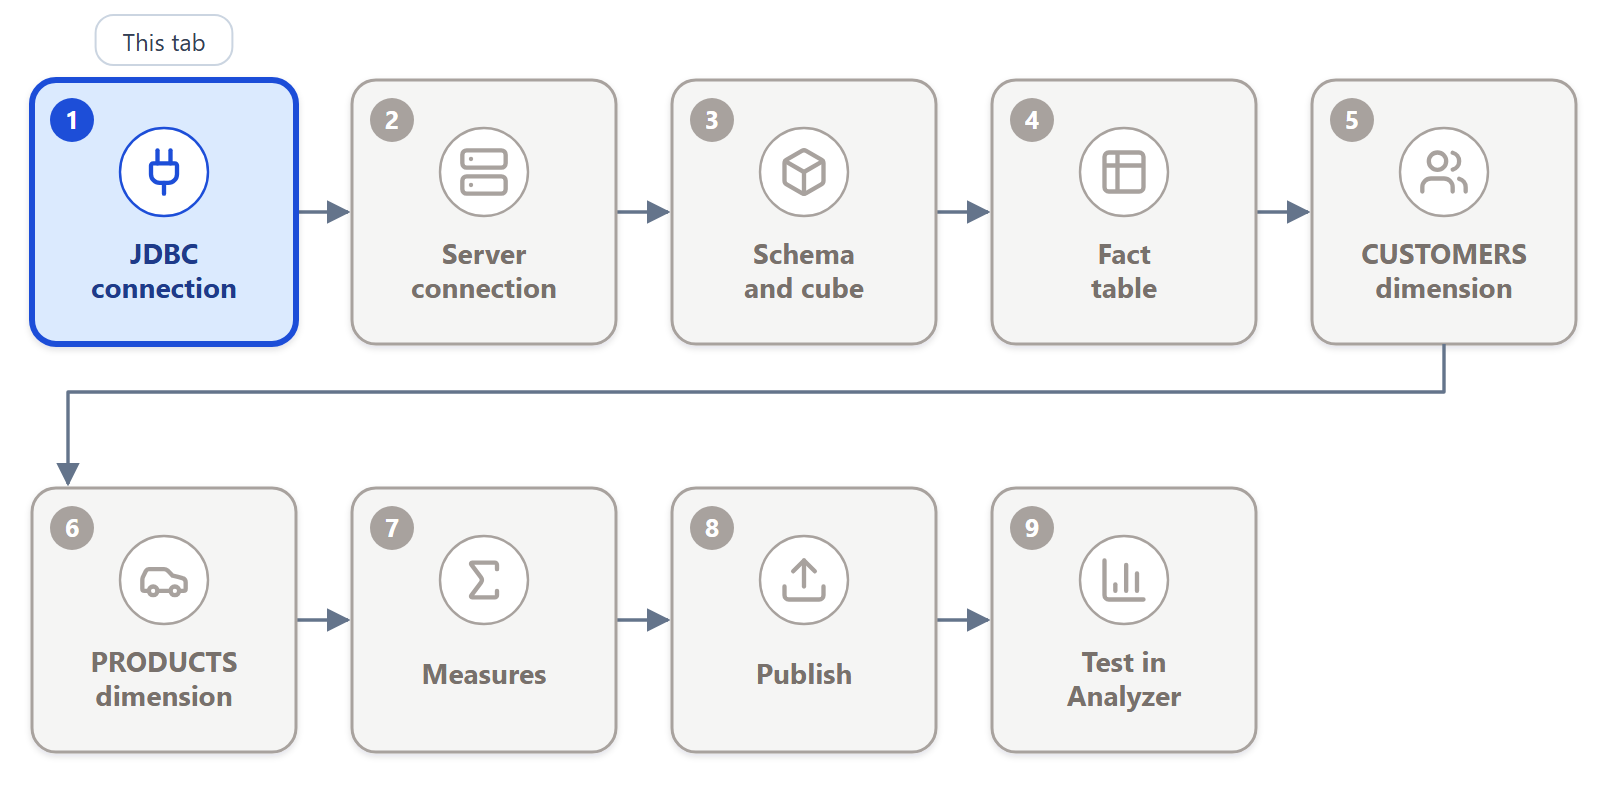 This tab
1
JDBC
connection
2
Server
connection
3
Schema
and cube
4
Fact
table
5
CUSTOMERS
dimension
6
PRODUCTS
dimension
7
Measures
8
Publish
9
Test in
Analyzer